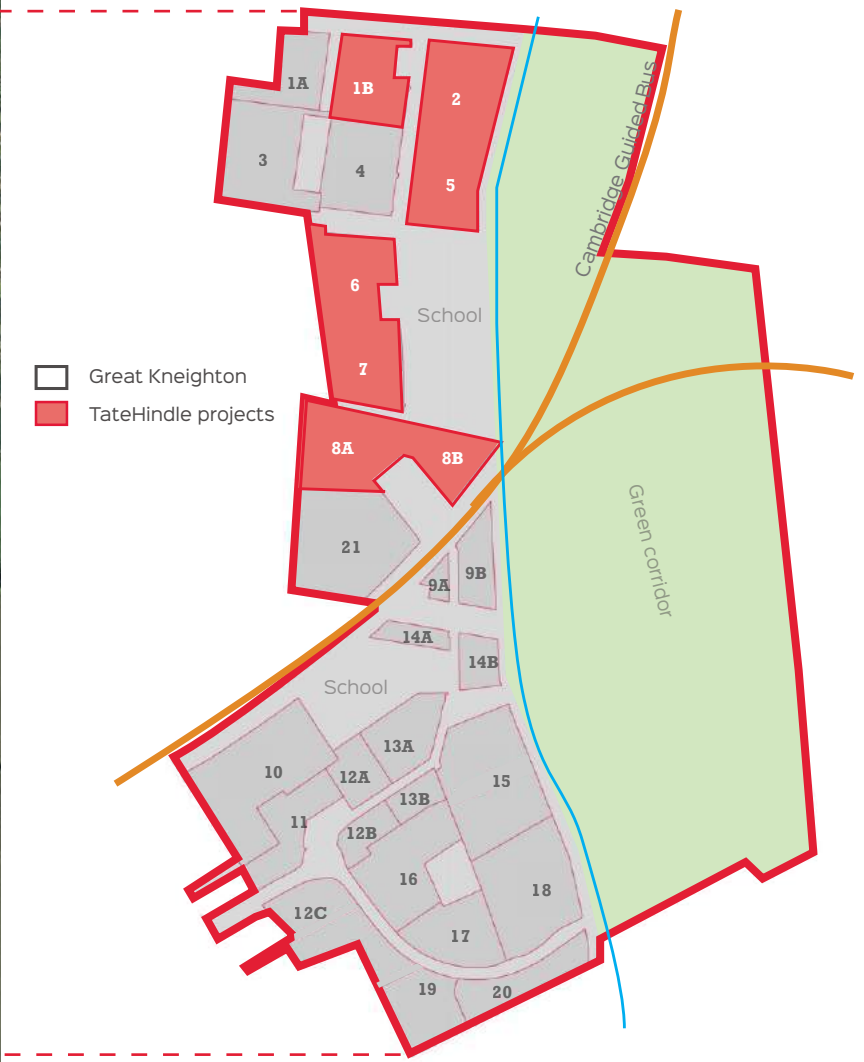 1A
1B
2
3
4
5
6
School
7
Cambridge Guided Bus
Great Kneighton
TateHindle projects
8A
8B
21
9A
9B
Green corridor
14A
14B
School
10
13A
12A
15
13B
11
12B
16
18
12C
17
19
20